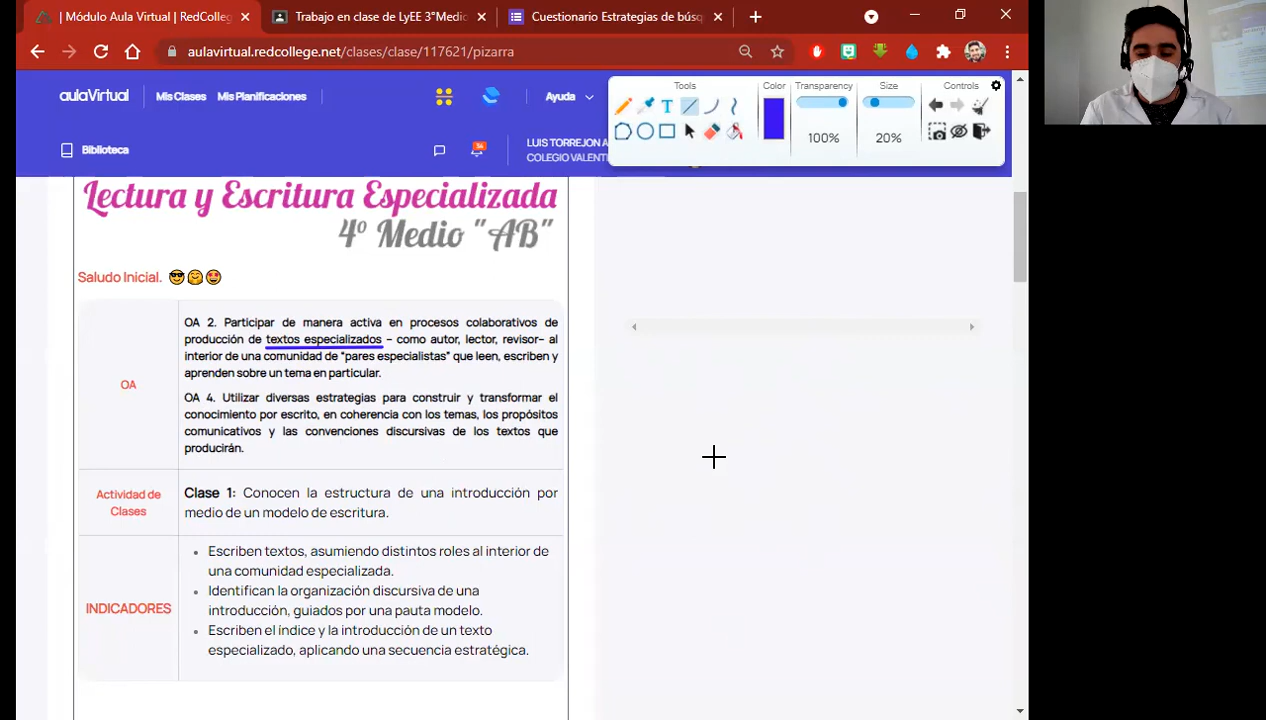 | Módulo Aula Virtual | RedColleg
Trabajo en clase de LyEE 3°Medio
Cuestionario Estrategias de búsq
aulavirtual.redcollege.net/clases/clase/117621/pizarra
aulaVirtual
Mis Clases
Mis Planificaciones
Ayuda
Tools
Color
Transparency
Size
Controls
100%
20%
Biblioteca
LUIS TORREJON A
COLEGIO VALENTI
Lectura y Escritura Especializada
4º Medio "AB"
Saludo Inicial.
OA
OA 2. Participar de manera activa en procesos colaborativos de
producción de textos especializados – como autor, lector, revisor– al
interior de una comunidad de “pares especialistas” que leen, escriben y
aprenden sobre un tema en particular.
OA 4. Utilizar diversas estrategias para construir y transformar el
conocimiento por escrito, en coherencia con los temas, los propósitos
comunicativos y las convenciones discursivas de los textos que
producirán.
Actividad de
Clases
Clase 1: Conocen la estructura de una introducción por
medio de un modelo de escritura.
INDICADORES
• Escriben textos, asumiendo distintos roles al interior de
una comunidad especializada.
• Identifican la organización discursiva de una
introducción, guiados por una pauta modelo.
• Escriben el índice y la introducción de un texto
especializado, aplicando una secuencia estratégica.